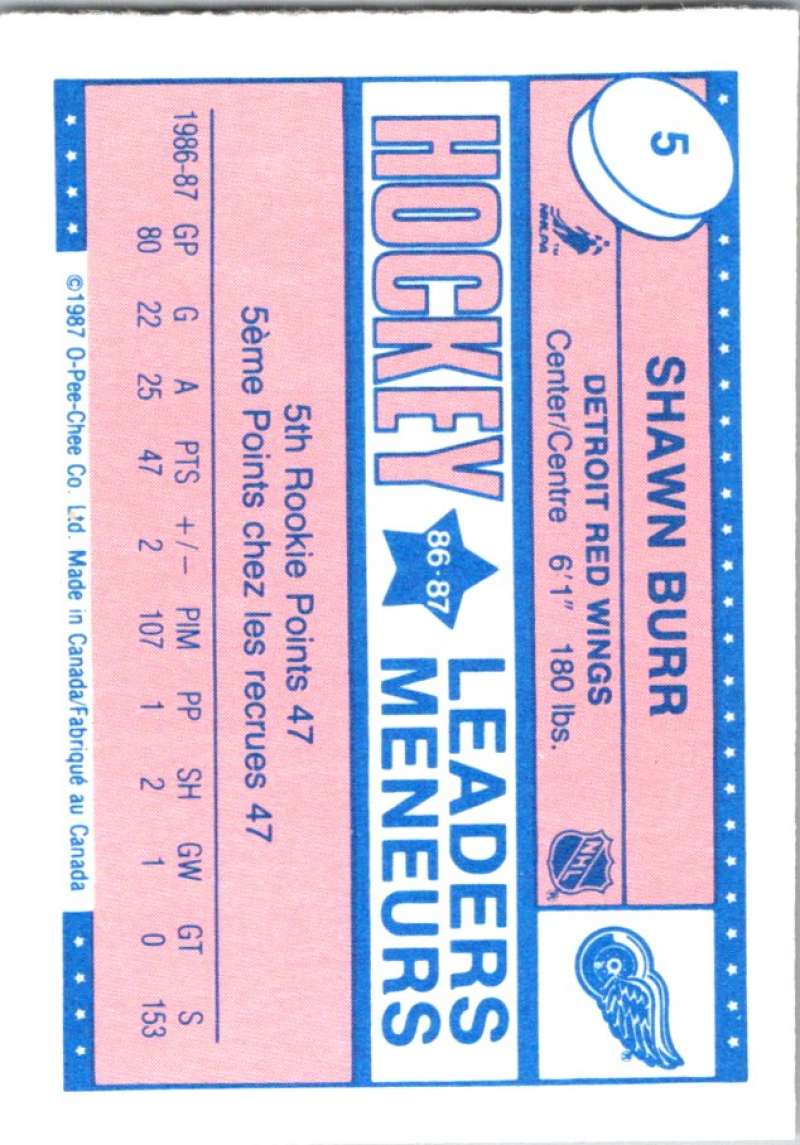 5
SHAWN BURR
NHLPA™
DETROIT RED WINGS
Center/Centre 6'1" 180 lbs.
NHL
HOCKEY
86·87
LEADERS
MENEURS
5th Rookie Points 47
5ème Points chez les recrues 47
1986-87 GP G A PTS +/− PIM PP SH GW GT S
80 22 25 47 2 107 1 2 1 0 153
©1987 O-Pee-Chee Co. Ltd. Made in Canada/Fabriqué au Canada